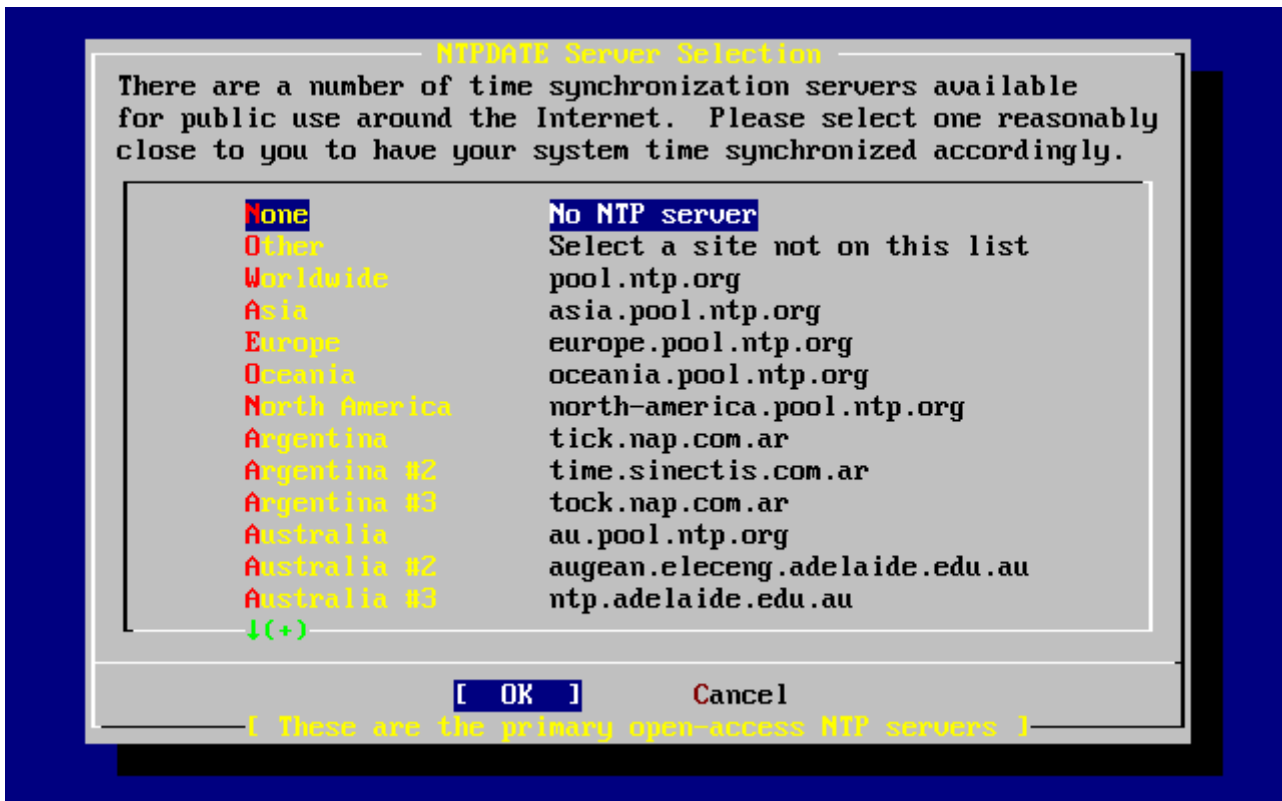 NTPDATE Server Selection
There are a number of time synchronization servers available
for public use around the Internet.  Please select one reasonably
close to you to have your system time synchronized accordingly.
None No NTP server
Other Select a site not on this list
Worldwide pool.ntp.org
Asia asia.pool.ntp.org
Europe europe.pool.ntp.org
Oceania oceania.pool.ntp.org
North America north-america.pool.ntp.org
Argentina tick.nap.com.ar
Argentina #2 time.sinectis.com.ar
Argentina #3 tock.nap.com.ar
Australia au.pool.ntp.org
Australia #2 augean.eleceng.adelaide.edu.au
Australia #3 ntp.adelaide.edu.au
↓(+)
[ OK ] Cancel
[ These are the primary open-access NTP servers ]